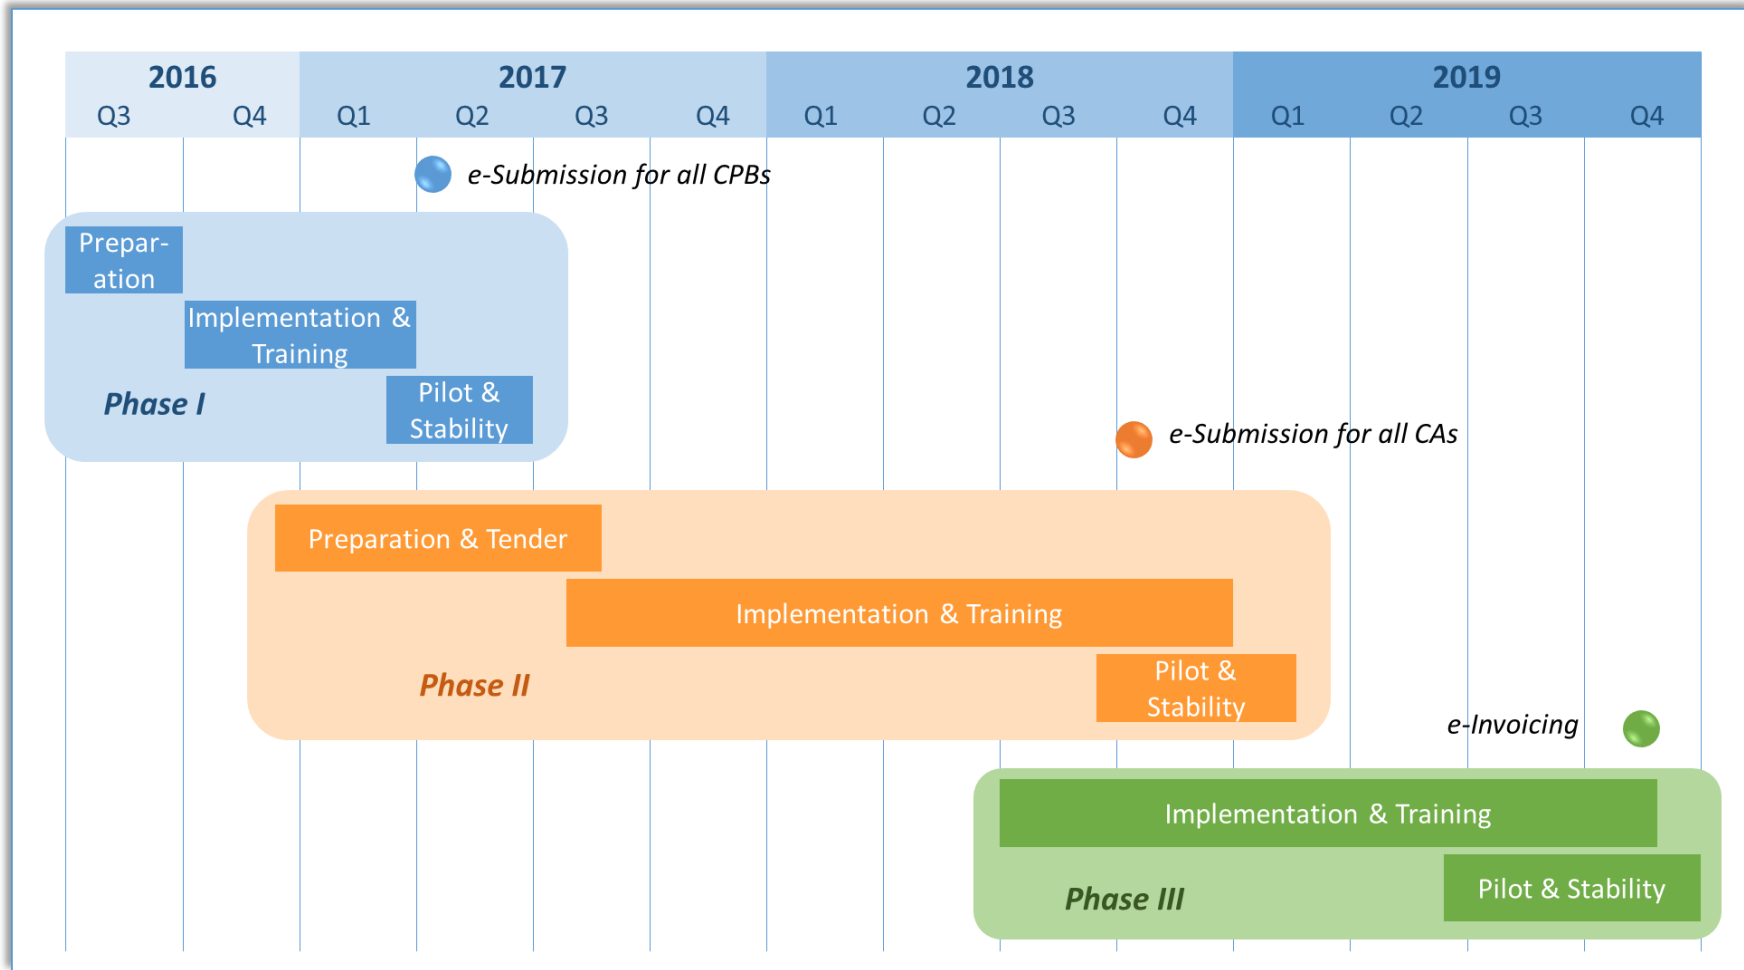 2016 2017 2018 2019
Q3 Q4 Q1 Q2 Q3 Q4 Q1 Q2 Q3 Q4 Q1 Q2 Q3 Q4
e-Submission for all CPBs
Prepar-
ation
Implementation &
Training
Pilot &
Stability
Phase I
e-Submission for all CAs
Preparation & Tender
Implementation & Training
Pilot &
Stability
Phase II
e-Invoicing
Implementation & Training
Pilot & Stability
Phase III